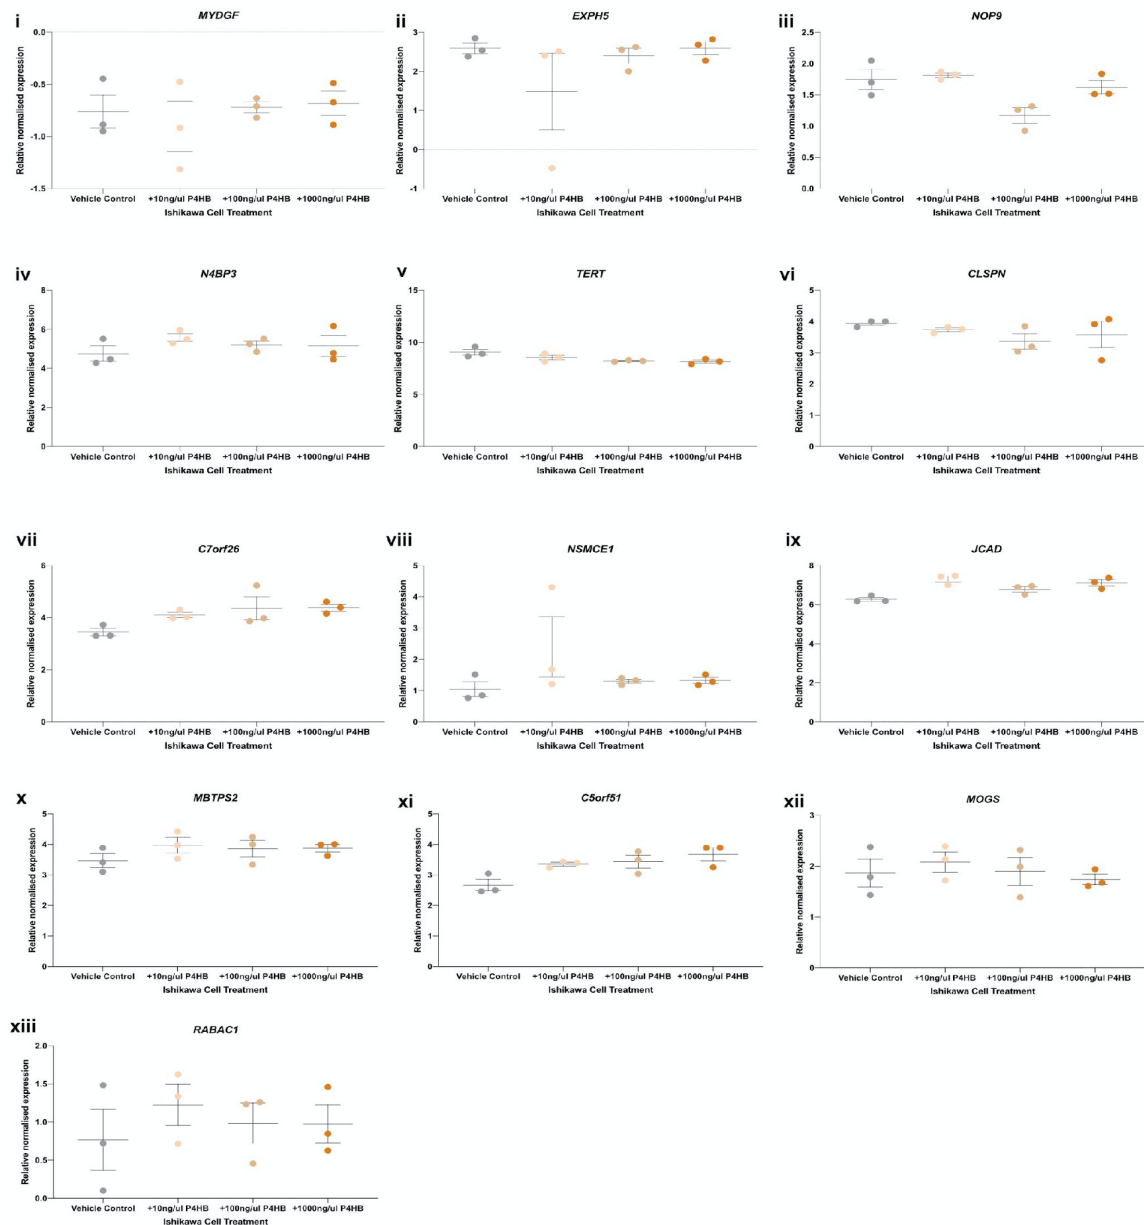 i
MYDGF
Relative normalised expression
0.0
-0.5
-1.0
-1.5
Vehicle Control +10ng/ul P4HB +100ng/ul P4HB +1000ng/ul P4HB
Ishikawa Cell Treatment
ii
EXPH5
Relative normalised expression
3
2
1
0
-1
Vehicle Control +10ng/ul P4HB +100ng/ul P4HB +1000ng/ul P4HB
Ishikawa Cell Treatment
iii
NOP9
Relative normalised expression
2.5
2.0
1.5
1.0
0.5
0.0
Vehicle Control +10ng/ul P4HB +100ng/ul P4HB +1000ng/ul P4HB
Ishikawa Cell Treatment
iv
N4BP3
Relative normalised expression
8
6
4
2
0
Vehicle Control +10ng/ul P4HB +100ng/ul P4HB +1000ng/ul P4HB
Ishikawa Cell Treatment
v
TERT
Relative normalised expression
15
10
5
0
Vehicle Control +10ng/ul P4HB +100ng/ul P4HB +1000ng/ul P4HB
Ishikawa Cell Treatment
vi
CLSPN
Relative normalised expression
5
4
3
2
1
0
Vehicle Control +10ng/ul P4HB +100ng/ul P4HB +1000ng/ul P4HB
Ishikawa Cell Treatment
vii
C7orf26
Relative normalised expression
6
4
2
0
Vehicle Control +10ng/ul P4HB +100ng/ul P4HB +1000ng/ul P4HB
Ishikawa Cell Treatment
viii
NSMCE1
Relative normalised expression
5
4
3
2
1
0
Vehicle Control +10ng/ul P4HB +100ng/ul P4HB +1000ng/ul P4HB
Ishikawa Cell Treatment
ix
JCAD
Relative normalised expression
8
6
4
2
0
Vehicle Control +10ng/ul P4HB +100ng/ul P4HB +1000ng/ul P4HB
Ishikawa Cell Treatment
x
MBTPS2
Relative normalised expression
5
4
3
2
1
0
Vehicle Control +10ng/ul P4HB +100ng/ul P4HB +1000ng/ul P4HB
Ishikawa Cell Treatment
xi
C5orf51
Relative normalised expression
5
4
3
2
1
0
Vehicle Control +10ng/ul P4HB +100ng/ul P4HB +1000ng/ul P4HB
Ishikawa Cell Treatment
xii
MOGS
Relative normalised expression
3
2
1
0
Vehicle Control +10ng/ul P4HB +100ng/ul P4HB +1000ng/ul P4HB
Ishikawa Cell Treatment
xiii
RABAC1
Relative normalised expression
2.0
1.5
1.0
0.5
0.0
Vehicle Control +10ng/ul P4HB +100ng/ul P4HB +1000ng/ul P4HB
Ishikawa Cell Treatment